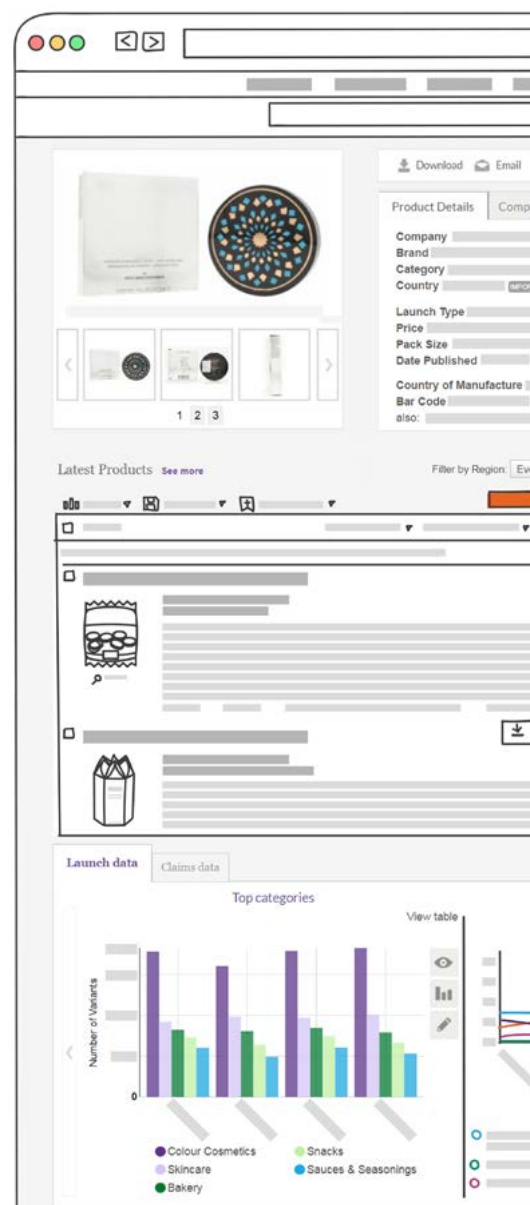 Download Email
Product Details
Company
Brand
Category
Country
Launch Type
Price
Pack Size
Date Published
Country of Manufacture
Bar Code
also:
1 2 3
Latest Products See more
Filter by Region:
Launch data Claims data
Top categories
View table
Number of Variants
0
Colour Cosmetics
Snacks
Skincare
Sauces & Seasonings
Bakery